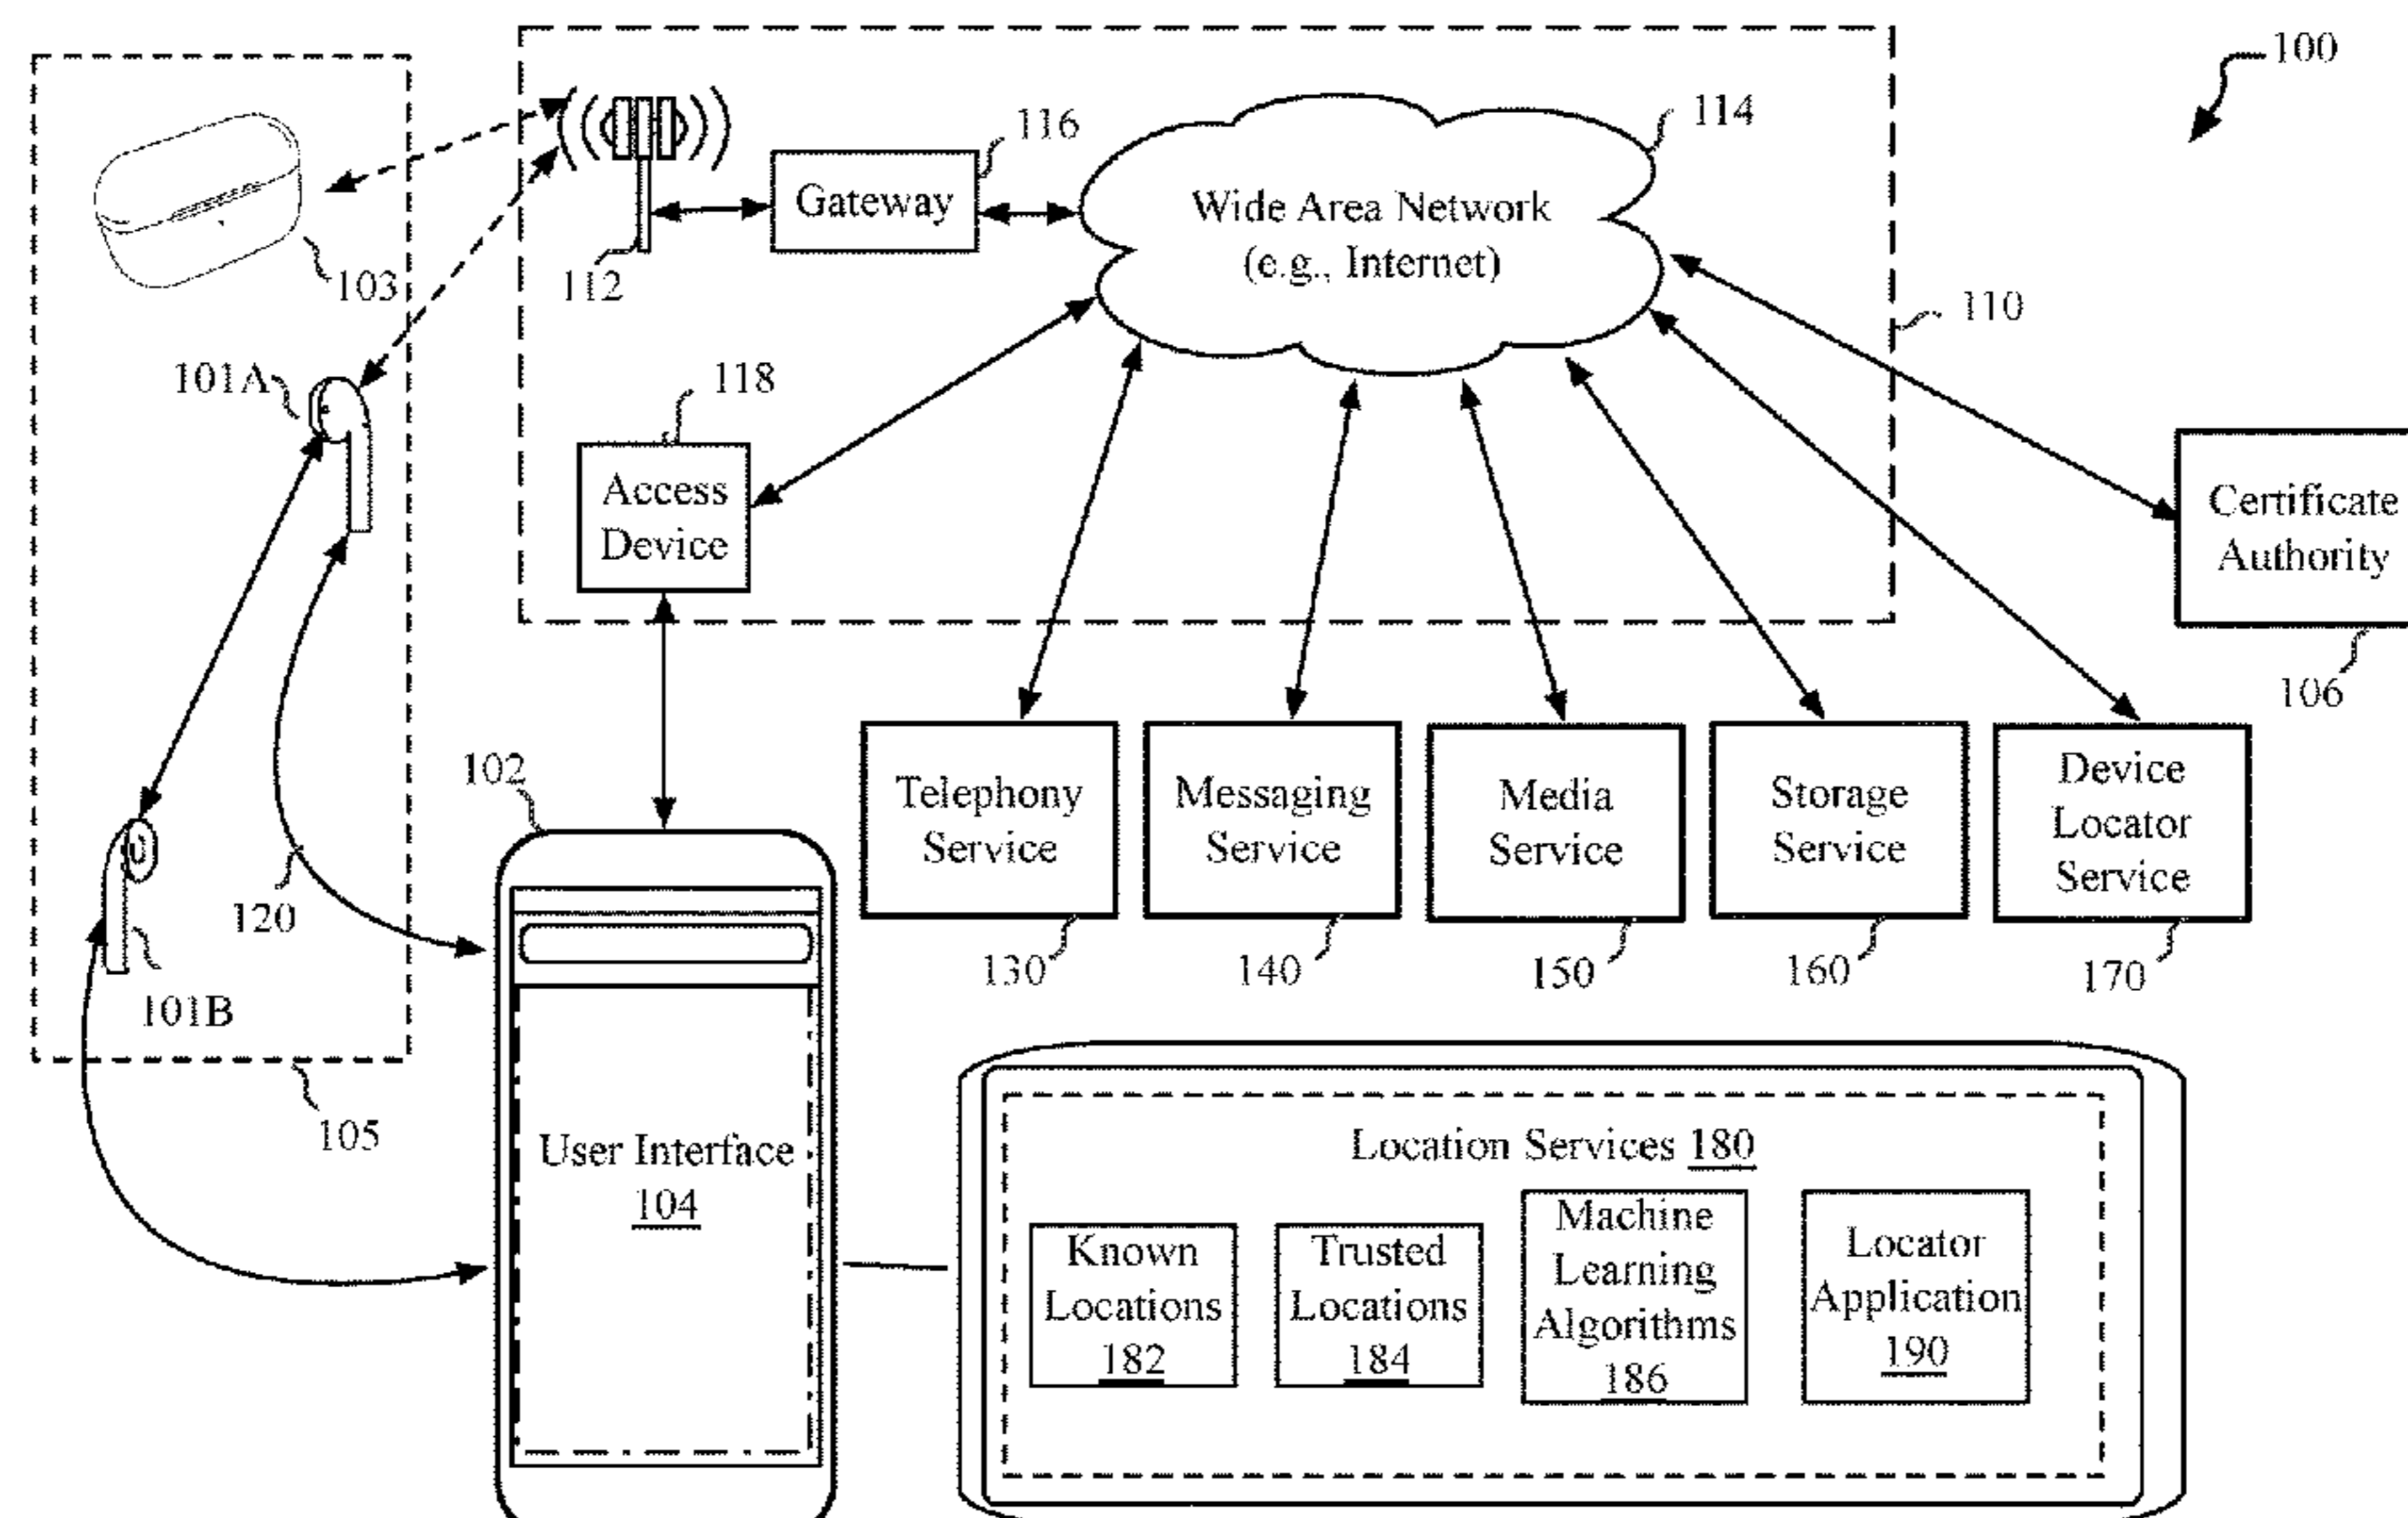 100
116
114
Gateway
Wide Area Network
(e.g., Internet)
103
112
110
101A
118
Access
Device
Certificate
Authority
106
102
Telephony
Service
Messaging
Service
Media
Service
Storage
Service
Device
Locator
Service
120
130
140
150
160
170
101B
105
User Interface
104
Location Services 180
Known
Locations
182
Trusted
Locations
184
Machine
Learning
Algorithms
186
Locator
Application
190